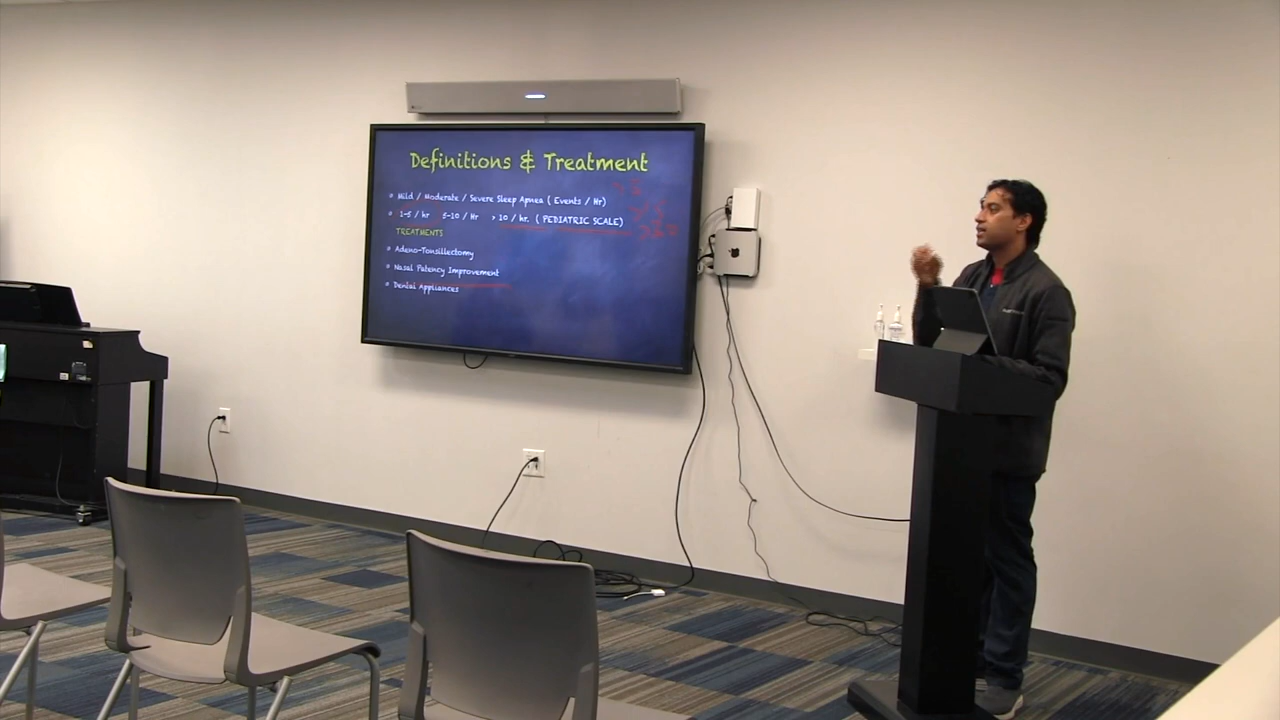 Definitions & Treatment
Mild / Moderate / Severe Sleep Apnea ( Events / Hr)
1-5 / hr 5-10 / Hr > 10 / hr. ( PEDIATRIC SCALE)
TREATMENTS
Adeno-Tonsillectomy
Nasal Patency Improvement
Dental Appliances